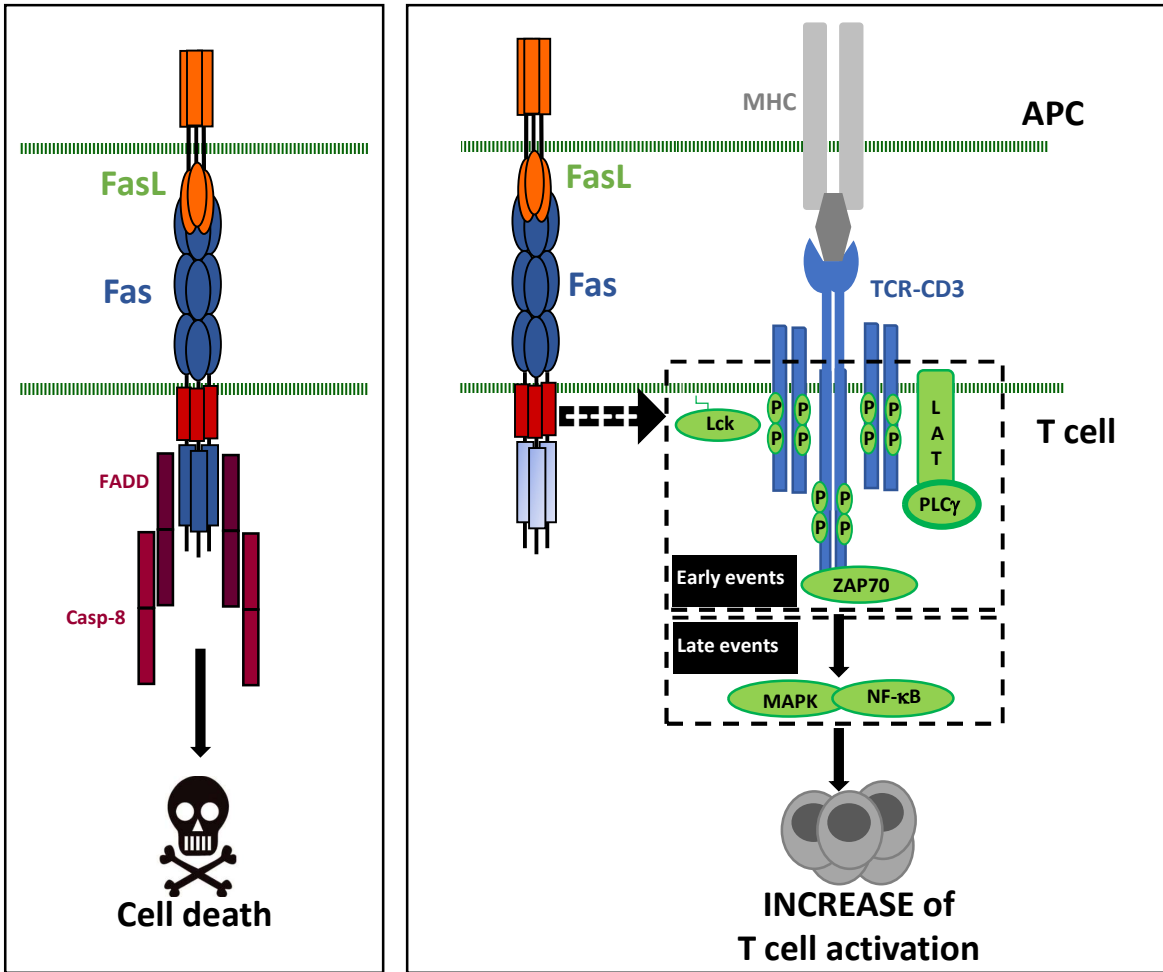 FasL
Fas
FADD
Casp-8
Cell death
MHC
APC
FasL
TCR-CD3
Fas
Lck
P P
P P
P P
P P
L
A
T
T cell
PLCγ
P P
P P
Early events
ZAP70
Late events
MAPK
NF-κB
INCREASE of
T cell activation